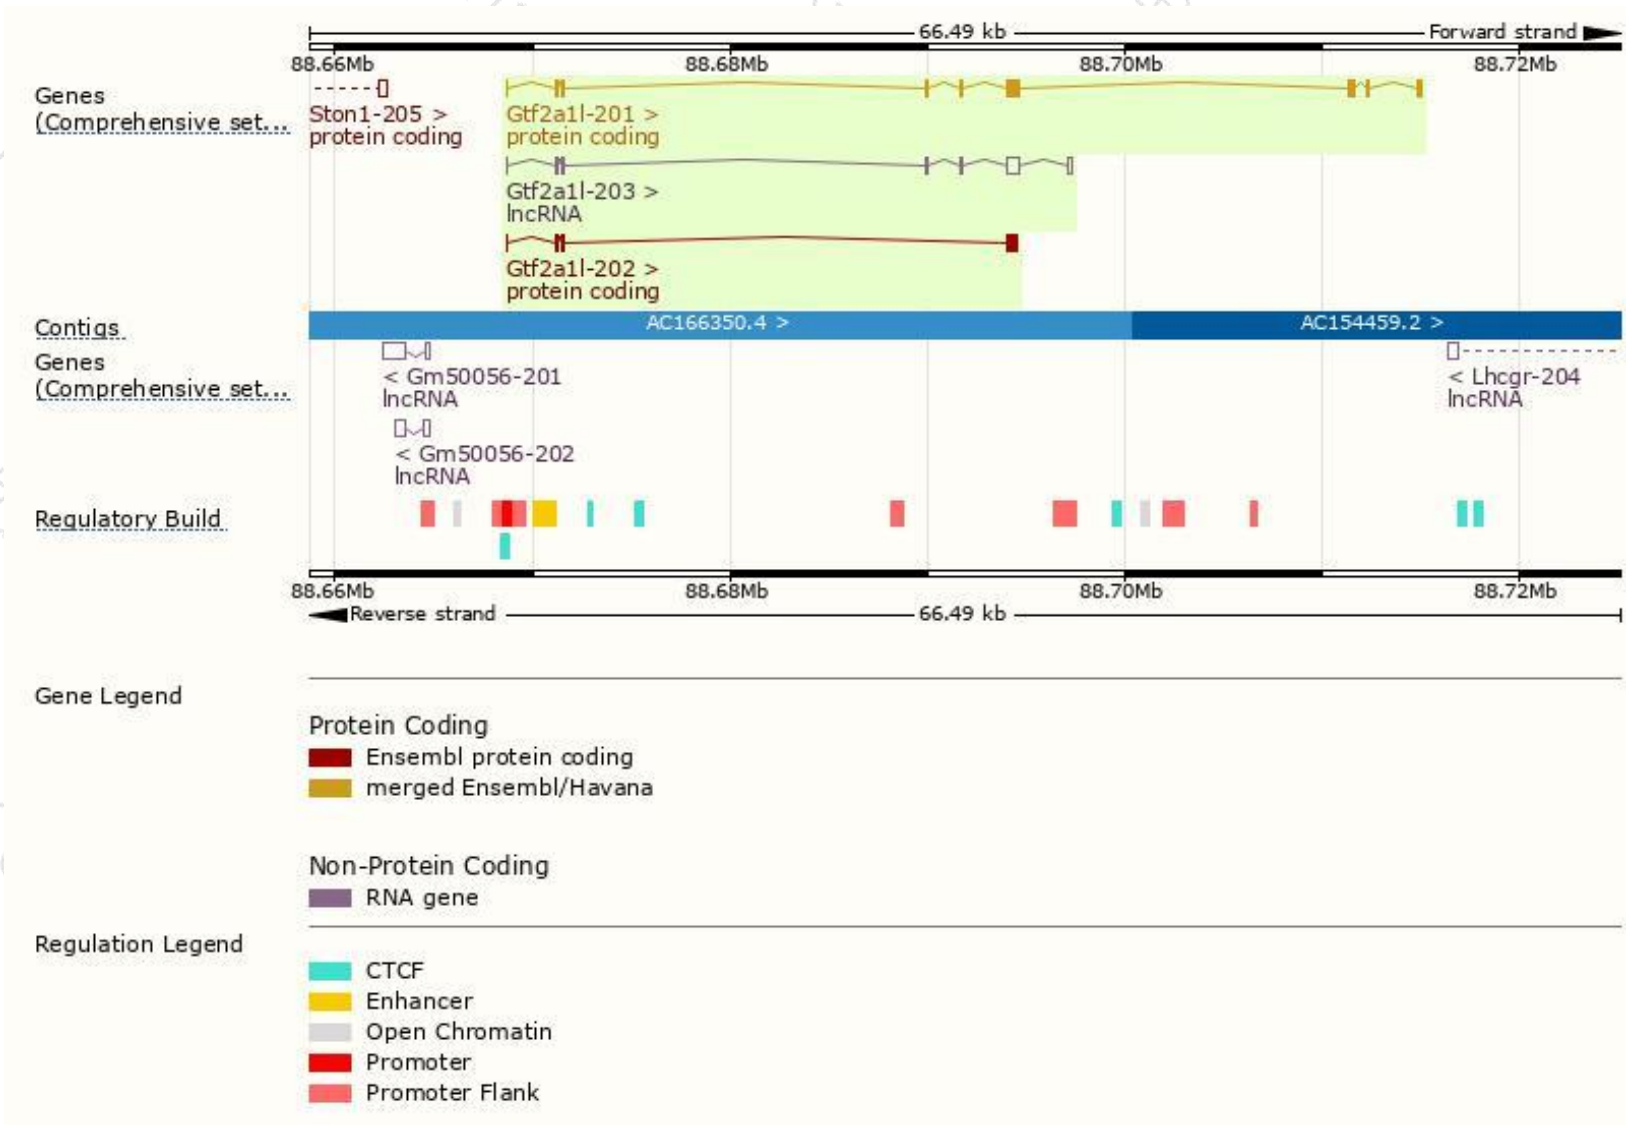 66.49 kb
Forward strand
88.66Mb 88.68Mb 88.70Mb 88.72Mb
Genes
(Comprehensive set...
Ston1-205 >
protein coding
Gtf2a1l-201 >
protein coding
Gtf2a1l-203 >
lncRNA
Gtf2a1l-202 >
protein coding
Contigs
AC166350.4 >
AC154459.2 >
Genes
(Comprehensive set...
< Gm50056-201
lncRNA
< Lhcgr-204
lncRNA
< Gm50056-202
lncRNA
Regulatory Build
88.66Mb 88.68Mb 88.70Mb 88.72Mb
Reverse strand
66.49 kb
Gene Legend
Protein Coding
Ensembl protein coding
merged Ensembl/Havana
Non-Protein Coding
RNA gene
Regulation Legend
CTCF
Enhancer
Open Chromatin
Promoter
Promoter Flank